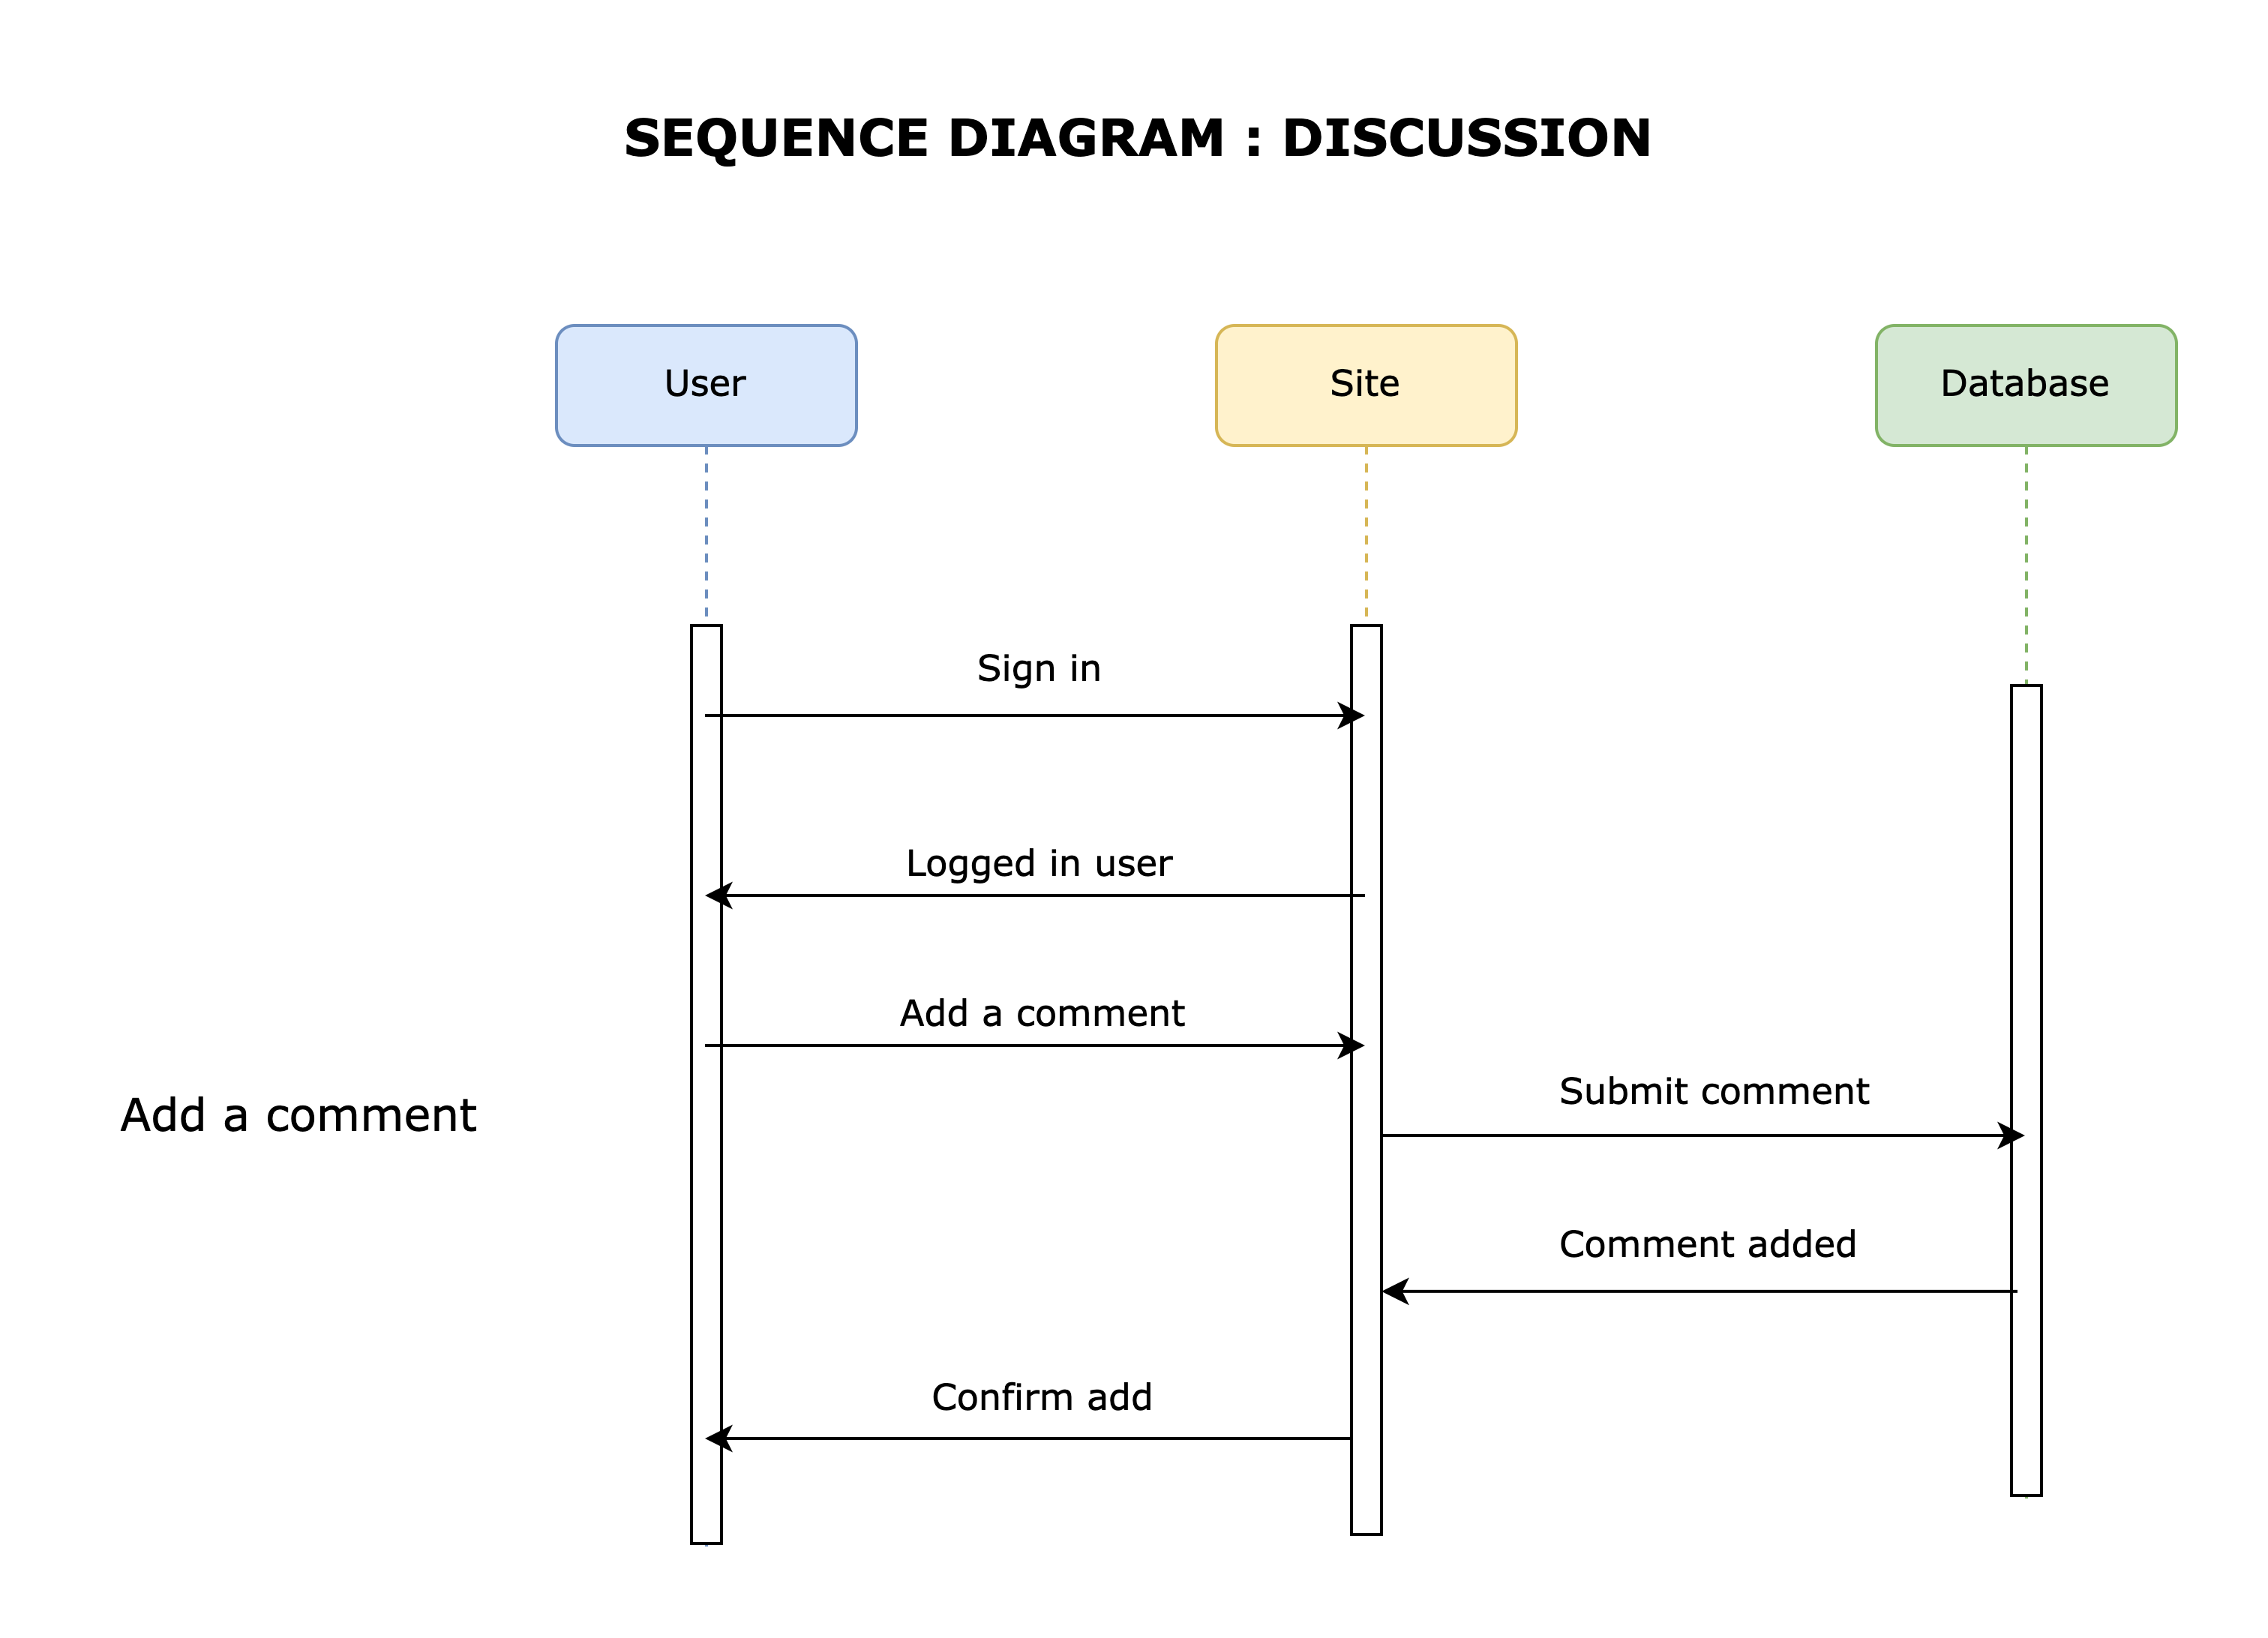 SEQUENCE DIAGRAM : DISCUSSION
User
Site
Database
Sign in
Logged in user
Add a comment
Submit comment
Add a comment
Comment added
Confirm add